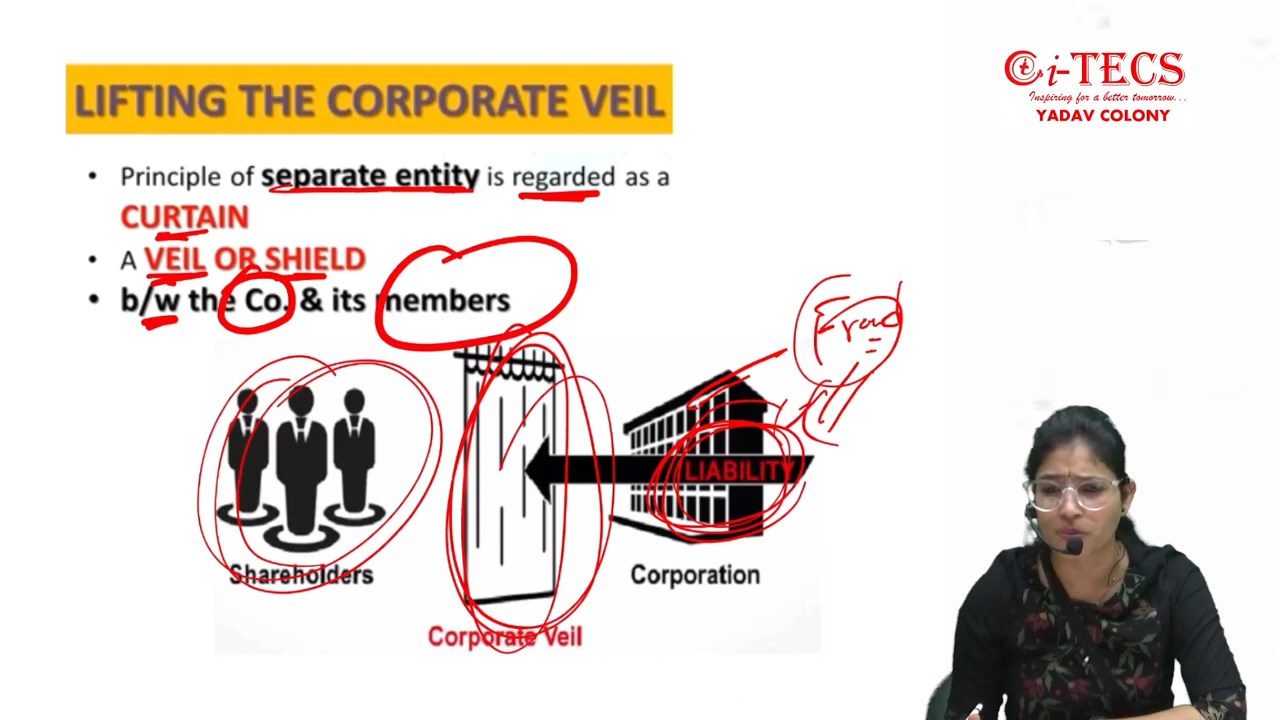 LIFTING THE CORPORATE VEIL
• Principle of separate entity is regarded as a
CURTAIN
• A VEIL OR SHIELD
• b/w the Co. & its members
Fraud
LIABILITY
Shareholders
Corporation
Corporate Veil
i-TECS
Inspiring for a better tomorrow...
YADAV COLONY